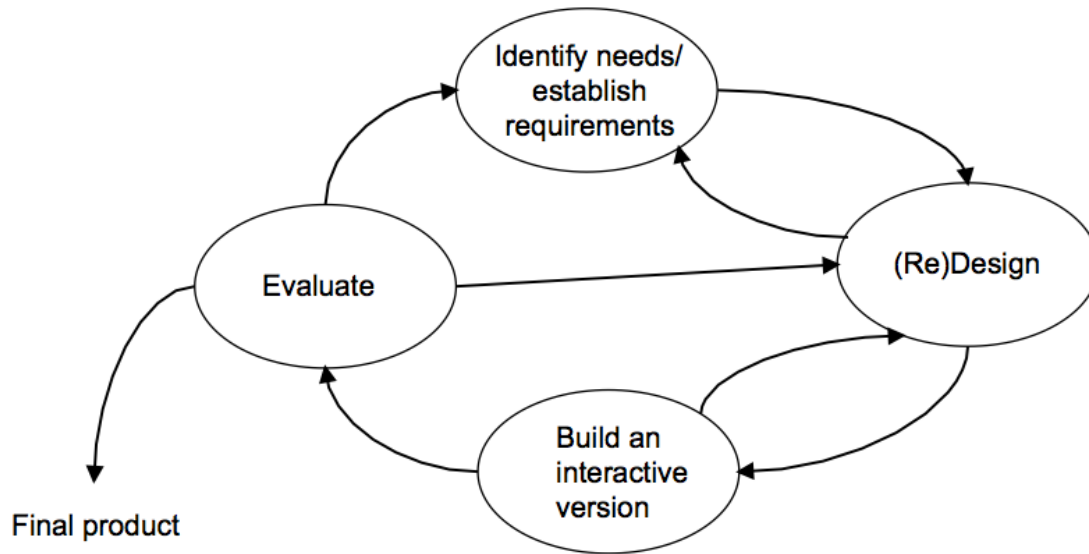 Identify needs/
establish
requirements
(Re)Design
Evaluate
Build an
interactive
version
Final product